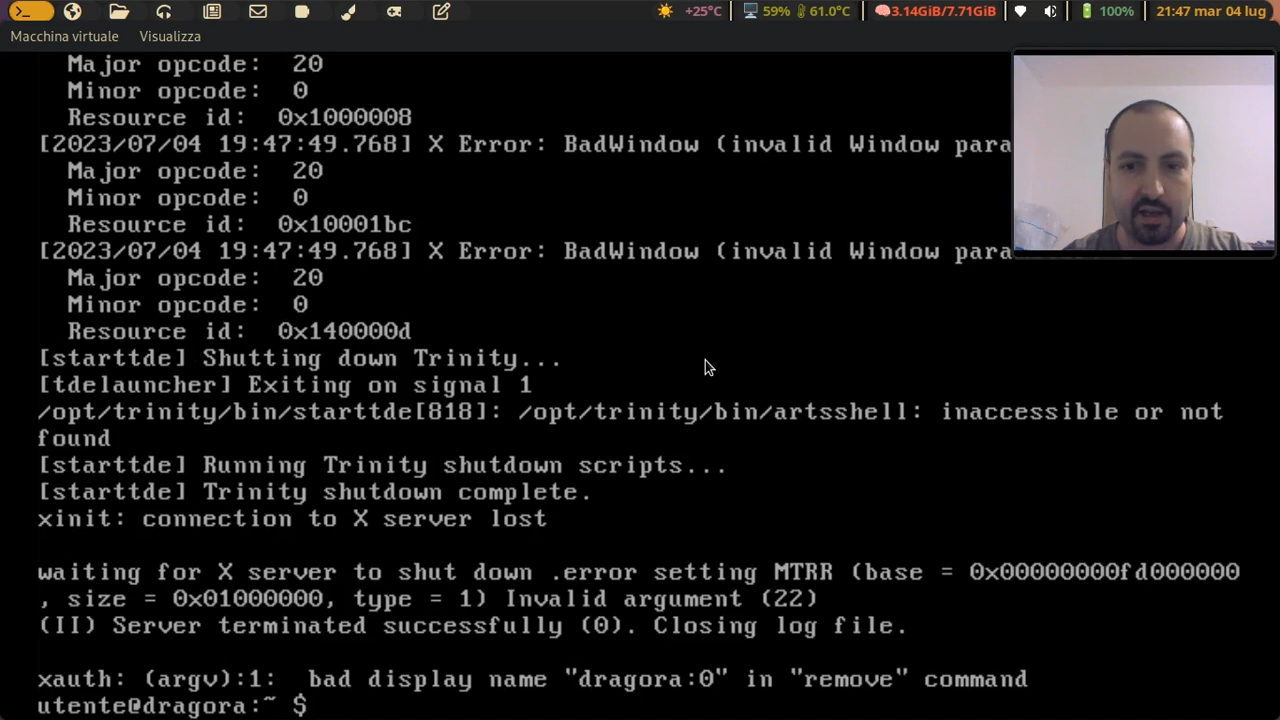 +25°C 59% 61.0°C 3.14GiB/7.71GiB 100% 21:47 mar 04 lug
Macchina virtuale Visualizza
Major opcode: 20
Minor opcode: 0
Resource id: 0x1000008
[2023/07/04 19:47:49.768] X Error: BadWindow (invalid Window para
Major opcode: 20
Minor opcode: 0
Resource id: 0x10001bc
[2023/07/04 19:47:49.768] X Error: BadWindow (invalid Window para
Major opcode: 20
Minor opcode: 0
Resource id: 0x140000d
[starttde] Shutting down Trinity...
[tdelauncher] Exiting on signal 1
/opt/trinity/bin/starttde[818]: /opt/trinity/bin/artsshell: inaccessible or not
found
[starttde] Running Trinity shutdown scripts...
[starttde] Trinity shutdown complete.
xinit: connection to X server lost
waiting for X server to shut down .error setting MTRR (base = 0x00000000fd000000
, size = 0x01000000, type = 1) Invalid argument (22)
(II) Server terminated successfully (0). Closing log file.
xauth: (argv):1: bad display name "dragora:0" in "remove" command
utente@dragora:~ $